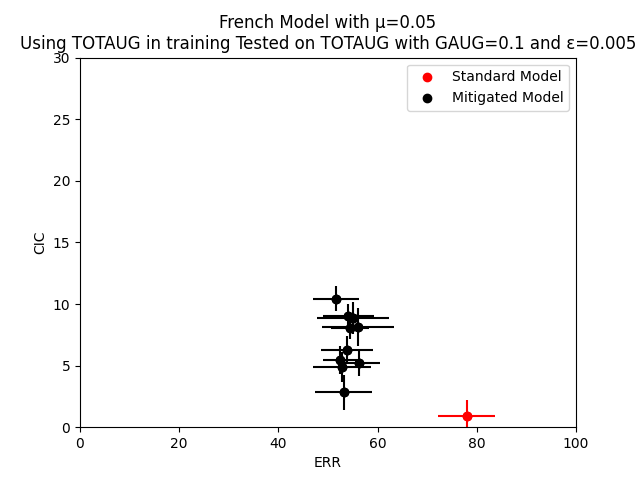 French Model with μ=0.05
Using TOTAUG in training Tested on TOTAUG with GAUG=0.1 and ε=0.005
Standard Model
Mitigated Model
30
25
20
15
10
5
0
CIC
0 20 40 60 80 100
ERR